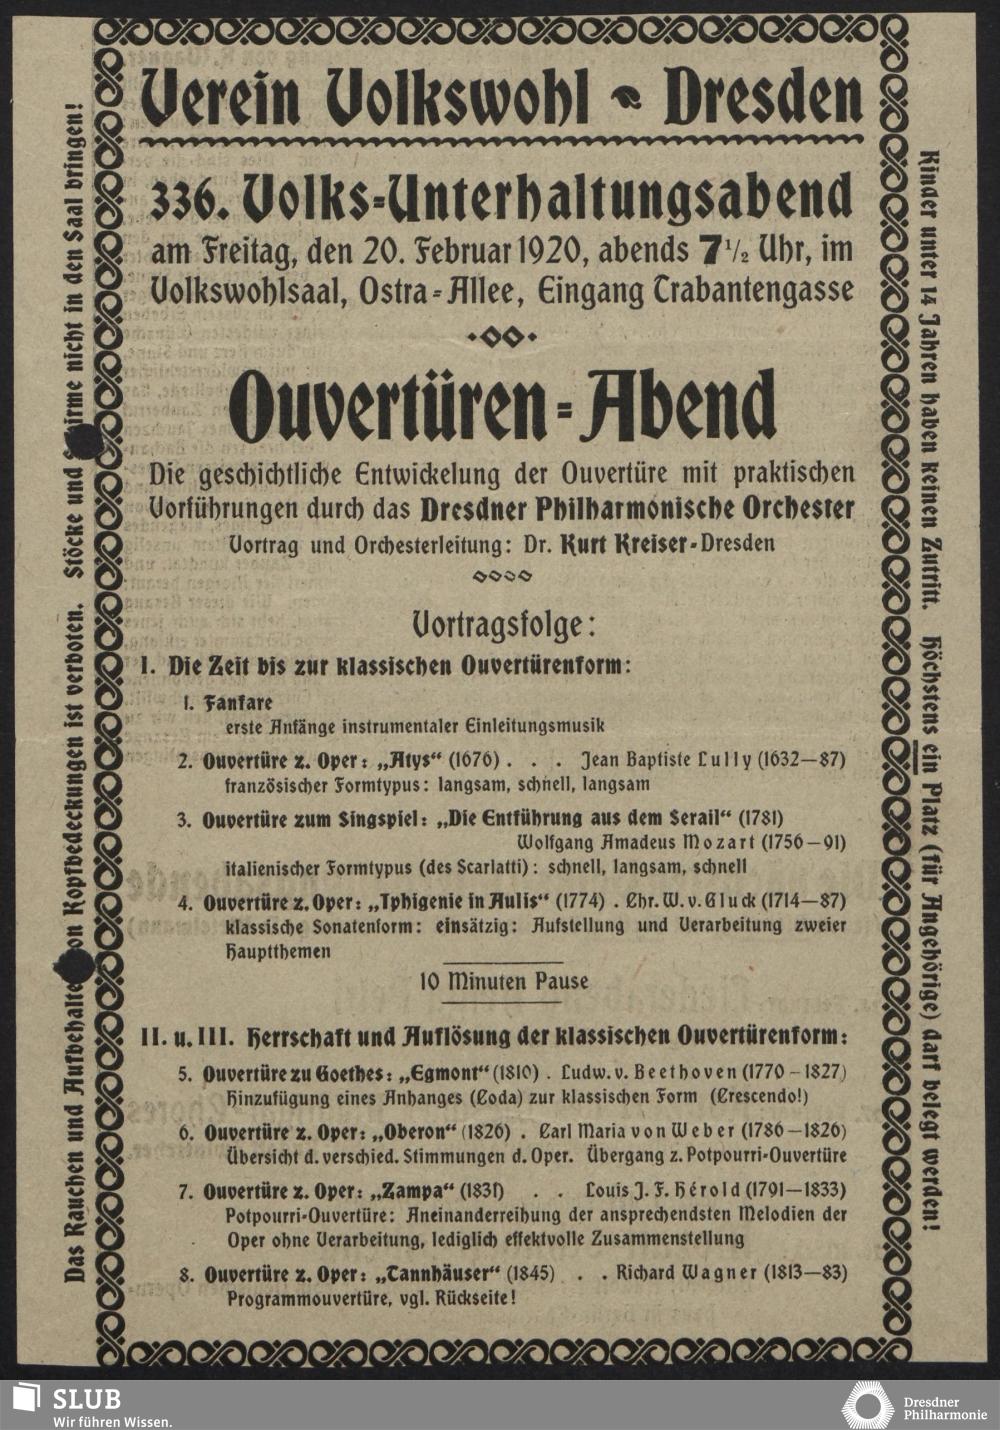 Verein Volkswohl Dresden
336. Volks-Unterhaltungsabend
am Freitag, den 20. Februar 1920, abends 7 1/2 Uhr, im
Volkswohlsaal, Ostra-Allee, Eingang Trabantengasse
Ouvertüren-Abend
Die geschichtliche Entwickelung der Ouvertüre mit praktischen
Vorführungen durch das Dresdner Philharmonische Orchester
Vortrag und Orchesterleitung: Dr. Kurt Kreiser-Dresden
Vortragsfolge:
I. Die Zeit bis zur klassischen Ouvertürenform:
1. Fanfare
erste Anfänge instrumentaler Einleitungsmusik
2. Ouvertüre z. Oper: „Atys“ (1676) . . . Jean Baptiste Lully (1632—87)
französischer Formtypus: langsam, schnell, langsam
3. Ouvertüre zum Singspiel: „Die Entführung aus dem Serail“ (1781)
Wolfgang Amadeus Mozart (1756—91)
italienischer Formtypus (des Scarlatti): schnell, langsam, schnell
4. Ouvertüre z. Oper: „Iphigenie in Aulis“ (1774) . Chr. W. v. Gluck (1714—87)
klassische Sonatenform: einsätzig: Aufstellung und Verarbeitung zweier
Hauptthemen
10 Minuten Pause
II. u. III. Herrschaft und Auflösung der klassischen Ouvertürenform:
5. Ouvertüre zu Goethes: „Egmont“ (1810) . Ludw. v. Beethoven (1770–1827)
Hinzufügung eines Anhanges (Coda) zur klassischen Form (Crescendo!)
6. Ouvertüre z. Oper: „Oberon“ (1826) . Carl Maria von Weber (1786—1826)
Übersicht d. verschied. Stimmungen d. Oper. Übergang z. Potpourri-Ouvertüre
7. Ouvertüre z. Oper: „Zampa“ (1831) . . Louis J. F. Hérold (1791—1833)
Potpourri-Ouvertüre: Aneinanderreihung der ansprechendsten Melodien der
Oper ohne Verarbeitung, lediglich effektvolle Zusammenstellung
8. Ouvertüre z. Oper: „Tannhäuser“ (1845) . . Richard Wagner (1813—83)
Programmouvertüre, vgl. Rückseite!
Das Rauchen und Aufbehalten von Kopfbedeckungen ist verboten. Stöcke und Schirme nicht in den Saal bringen!
Kinder unter 14 Jahren haben keinen Zutritt. Höchstens ein Platz (für Angehörige) darf belegt werden!
SLUB
Wir führen Wissen.
Dresdner
Philharmonie